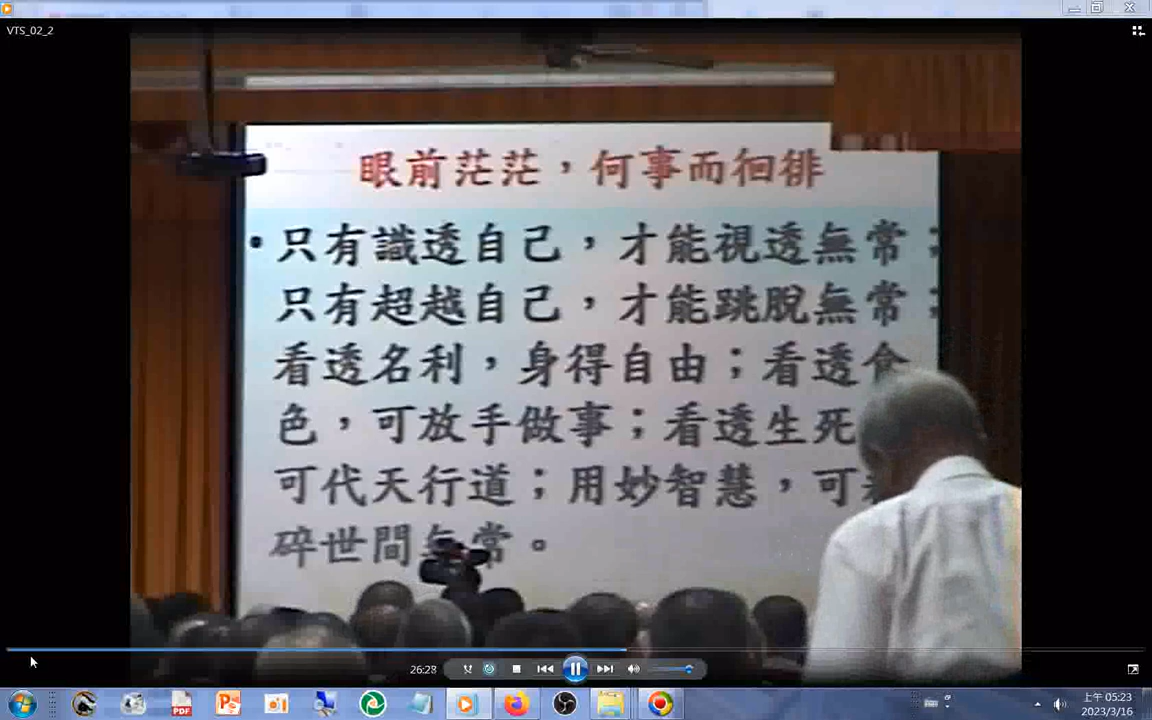 VTS_02_2
眼前茫茫，何事而徊徘
•只有識透自己，才能視透無常；
只有超越自己，才能跳脫無常；
看透名利，身得自由；看透食
色，可放手做事；看透生死
可代天行道；用妙智慧，可
碎世間無常。
26:28
PDF
上午 05:23
2023/3/16